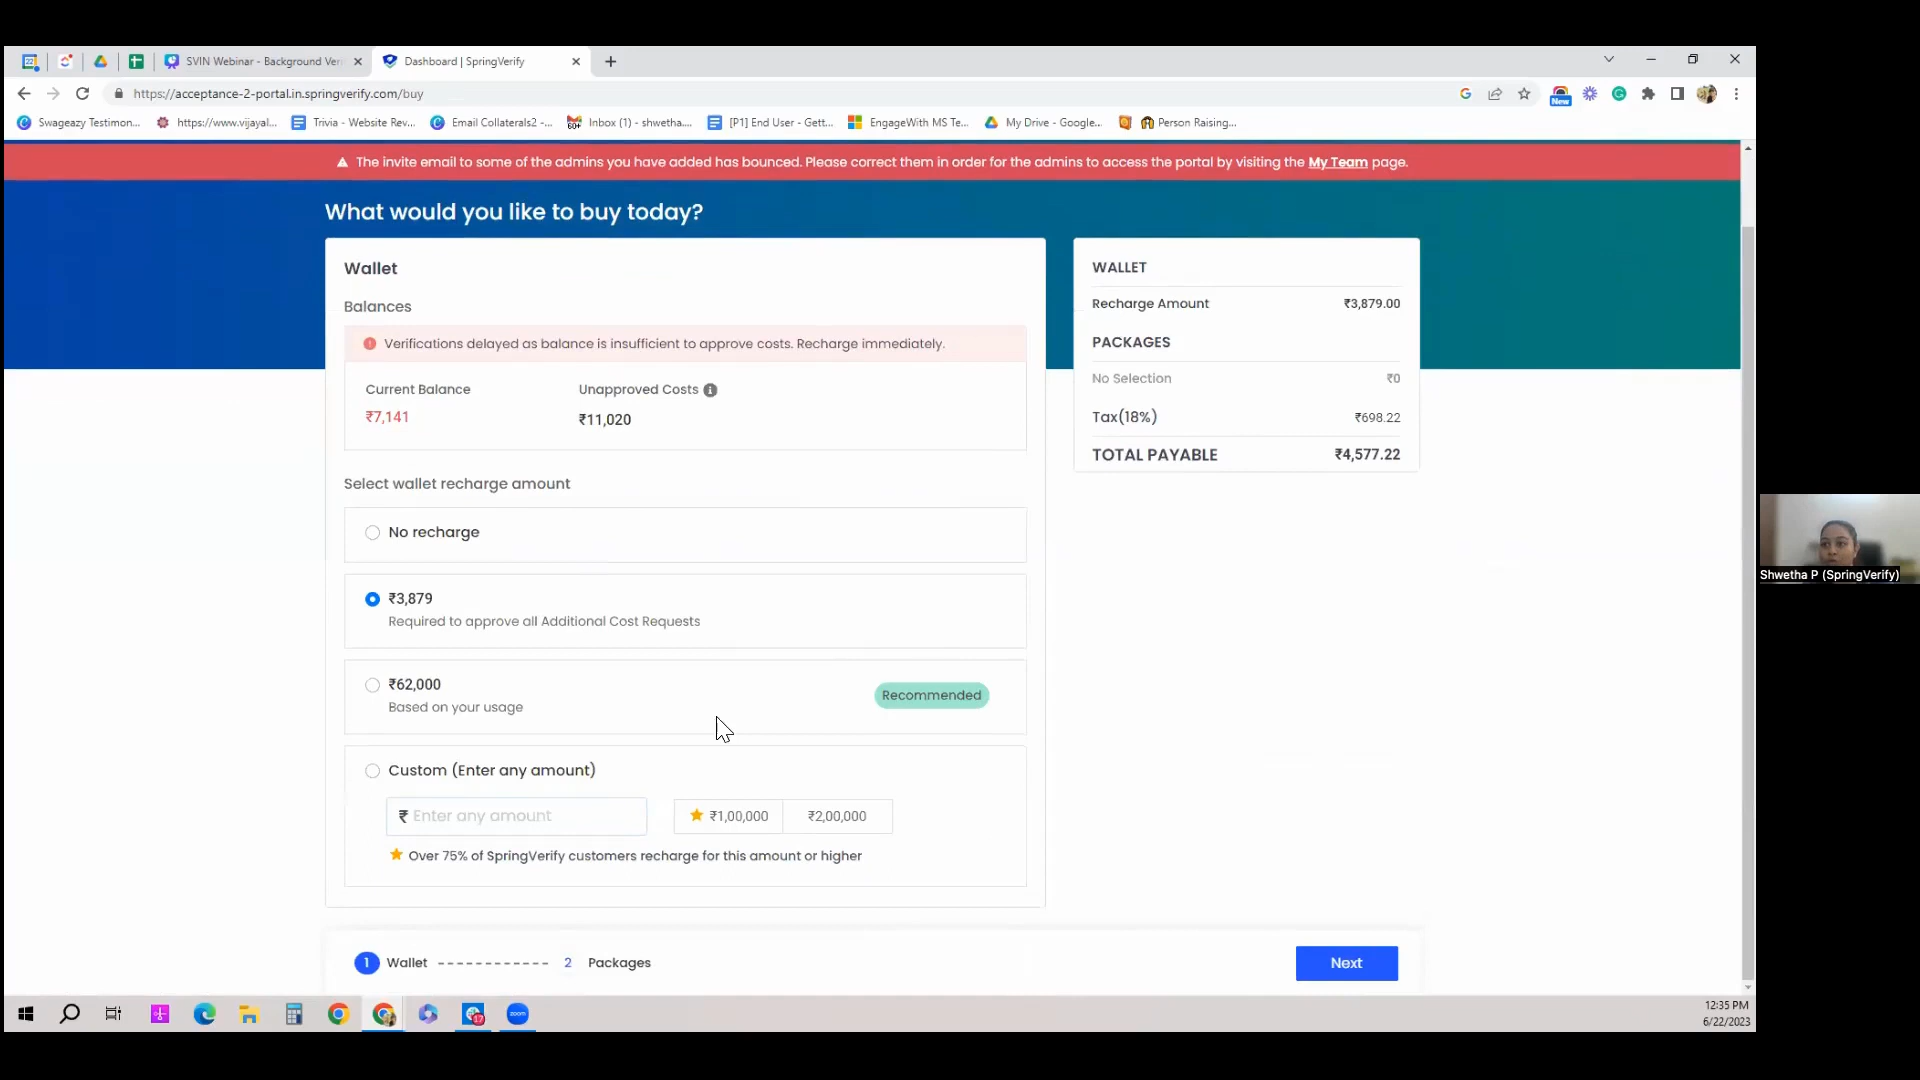 SVIN Webinar - Background Veri
Dashboard | SpringVerify
https://acceptance-2-portal.in.springverify.com/buy
New
Swageazy Testimon...
https://www.vijayal...
Trivia - Website Rev...
Email Collaterals2 -...
Inbox (1) - shwetha....
[P1] End User - Gett...
EngageWith MS Te...
My Drive - Google...
Person Raising...
The invite email to some of the admins you have added has bounced. Please correct them in order for the admins to access the portal by visiting the My Team page.
What would you like to buy today?
Wallet
Balances
Verifications delayed as balance is insufficient to approve costs. Recharge immediately.
Current Balance
Unapproved Costs
₹7,141
₹11,020
Select wallet recharge amount
No recharge
₹3,879
Required to approve all Additional Cost Requests
₹62,000
Based on your usage
Recommended
Custom (Enter any amount)
₹ Enter any amount
₹1,00,000
₹2,00,000
Over 75% of SpringVerify customers recharge for this amount or higher
WALLET
Recharge Amount ₹3,879.00
PACKAGES
No Selection ₹0
Tax(18%) ₹698.22
TOTAL PAYABLE ₹4,577.22
1 Wallet
2 Packages
Next
Shwetha P (SpringVerify)
zoom
17
12:35 PM
6/22/2023